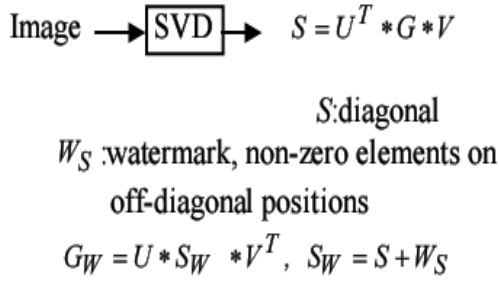 Image SVD S = U^T * G * V
S:diagonal
W_S :watermark, non-zero elements on
off-diagonal positions
G_W = U * S_W * V^T, S_W = S + W_S